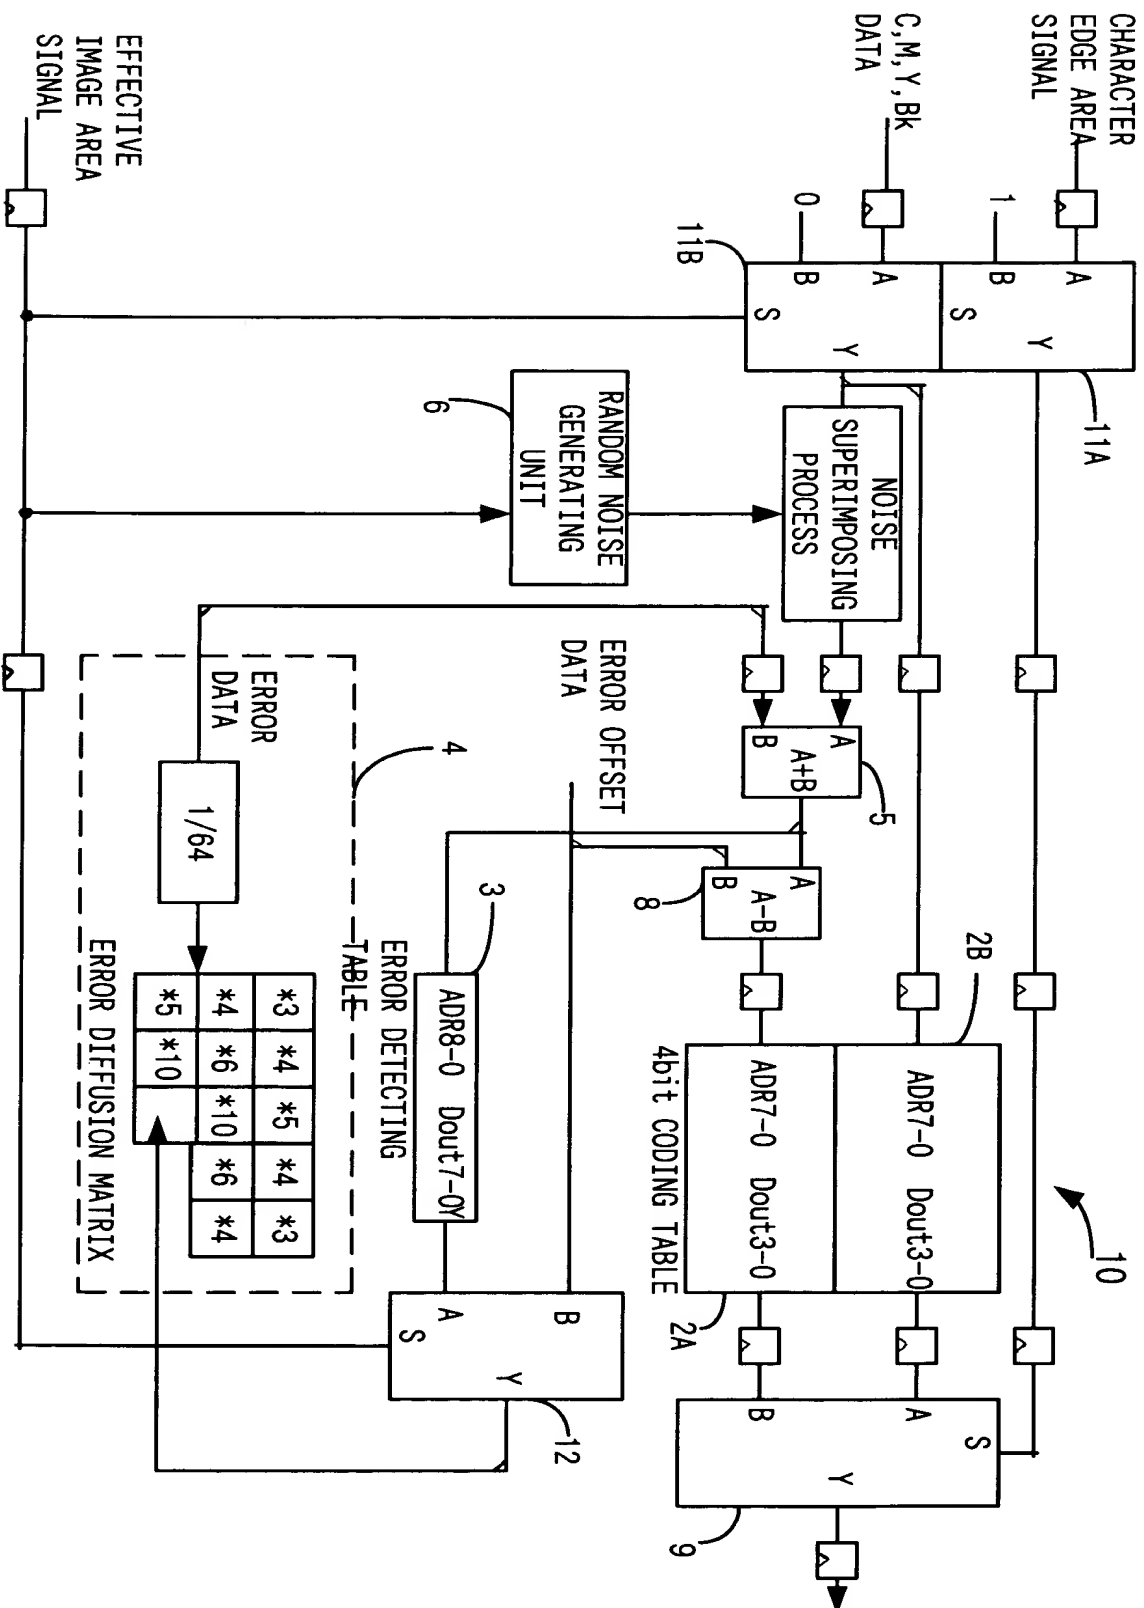 CHARACTER
EDGE AREA
SIGNAL
C,M,Y,Bk
DATA
1
0
11B
A
B
S
Y
A
B
S
Y
11A
NOISE
SUPERIMPOSING
PROCESS
RANDOM NOISE
GENERATING
UNIT
6
EFFECTIVE
IMAGE AREA
SIGNAL
A
B
A+B
5
A
B
A-B
8
ERROR OFFSET
DATA
2B
ADR7-0 Dout3-0
ADR7-0 Dout3-0
4bit CODING TABLE
2A
10
S
A
B
Y
9
3
ADR8-0 Dout7-0Y
ERROR DETECTING
TABLE
B
A
S
Y
12
4
ERROR
DATA
1/64
*3 *4 *5 *4 *3
*4 *6 *10 *6 *4
*5 *10
ERROR DIFFUSION MATRIX